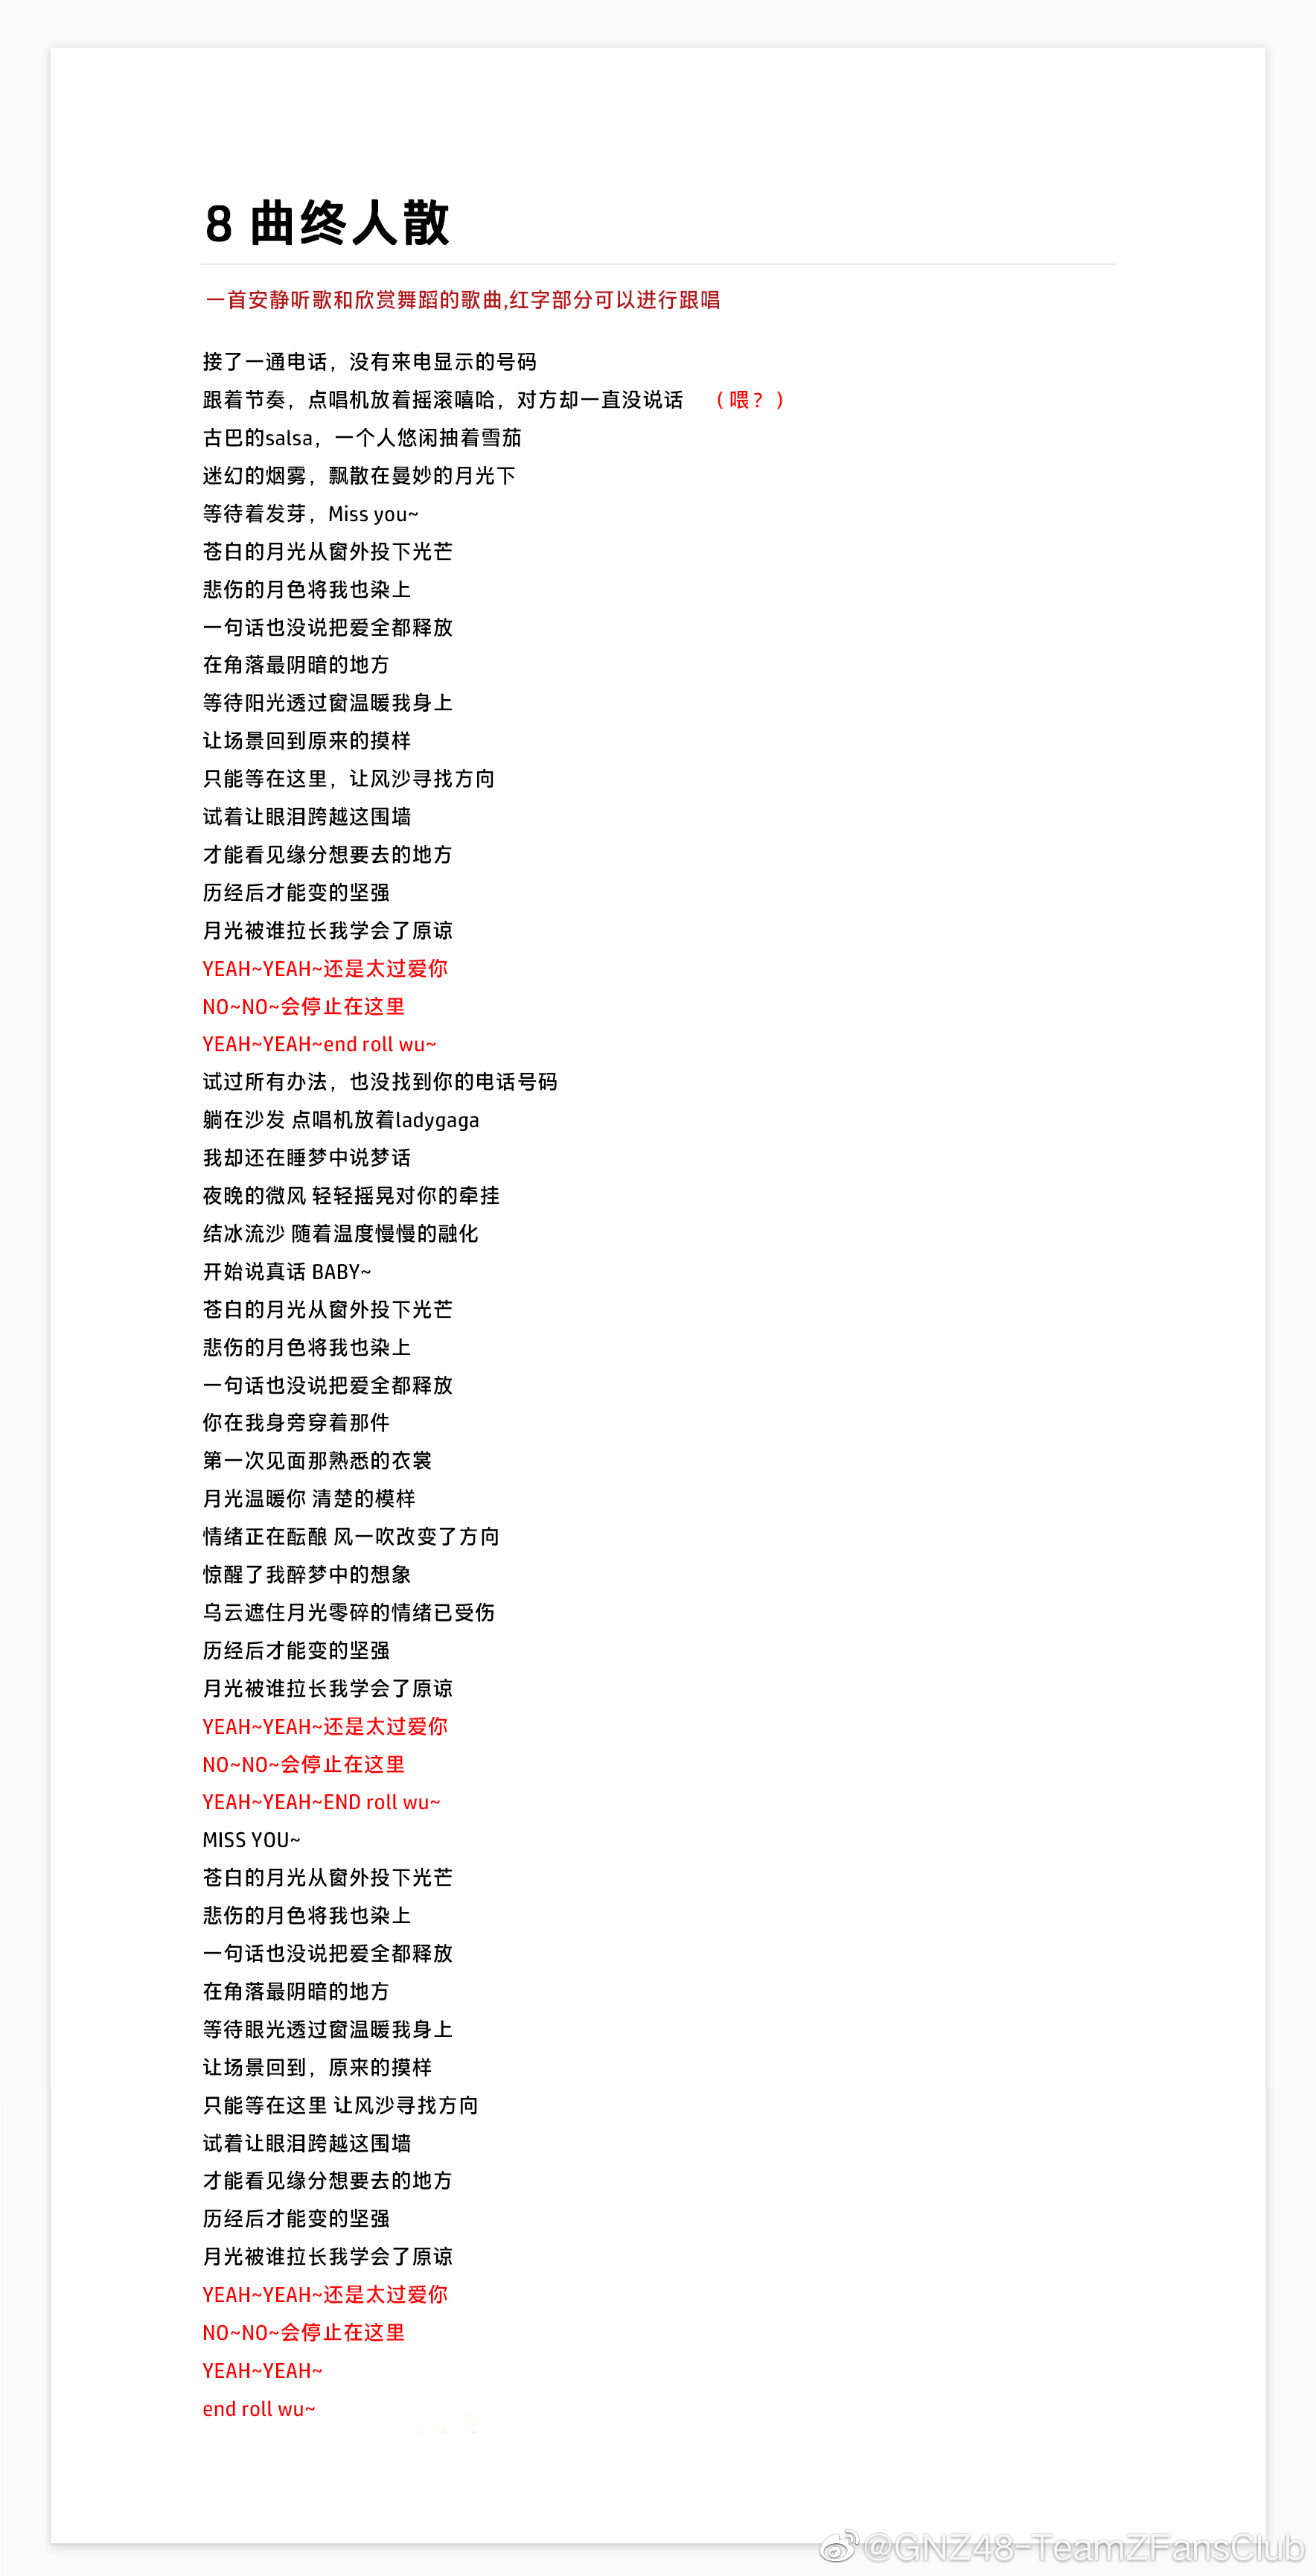 8 曲终人散
一首安静听歌和欣赏舞蹈的歌曲,红字部分可以进行跟唱
接了一通电话，没有来电显示的号码
跟着节奏，点唱机放着摇滚嘻哈，对方却一直没说话 （喂？）
古巴的salsa，一个人悠闲抽着雪茄
迷幻的烟雾，飘散在曼妙的月光下
等待着发芽，Miss you~
苍白的月光从窗外投下光芒
悲伤的月色将我也染上
一句话也没说把爱全都释放
在角落最阴暗的地方
等待阳光透过窗温暖我身上
让场景回到原来的摸样
只能等在这里，让风沙寻找方向
试着让眼泪跨越这围墙
才能看见缘分想要去的地方
历经后才能变的坚强
月光被谁拉长我学会了原谅
YEAH~YEAH~还是太过爱你
NO~NO~会停止在这里
YEAH~YEAH~end roll wu~
试过所有办法，也没找到你的电话号码
躺在沙发 点唱机放着ladygaga
我却还在睡梦中说梦话
夜晚的微风 轻轻摇晃对你的牵挂
结冰流沙 随着温度慢慢的融化
开始说真话 BABY~
苍白的月光从窗外投下光芒
悲伤的月色将我也染上
一句话也没说把爱全都释放
你在我身旁穿着那件
第一次见面那熟悉的衣裳
月光温暖你 清楚的模样
情绪正在酝酿 风一吹改变了方向
惊醒了我醉梦中的想象
乌云遮住月光零碎的情绪已受伤
历经后才能变的坚强
月光被谁拉长我学会了原谅
YEAH~YEAH~还是太过爱你
NO~NO~会停止在这里
YEAH~YEAH~END roll wu~
MISS YOU~
苍白的月光从窗外投下光芒
悲伤的月色将我也染上
一句话也没说把爱全都释放
在角落最阴暗的地方
等待眼光透过窗温暖我身上
让场景回到，原来的摸样
只能等在这里 让风沙寻找方向
试着让眼泪跨越这围墙
才能看见缘分想要去的地方
历经后才能变的坚强
月光被谁拉长我学会了原谅
YEAH~YEAH~还是太过爱你
NO~NO~会停止在这里
YEAH~YEAH~
end roll wu~
@GNZ48-TeamZFansClub